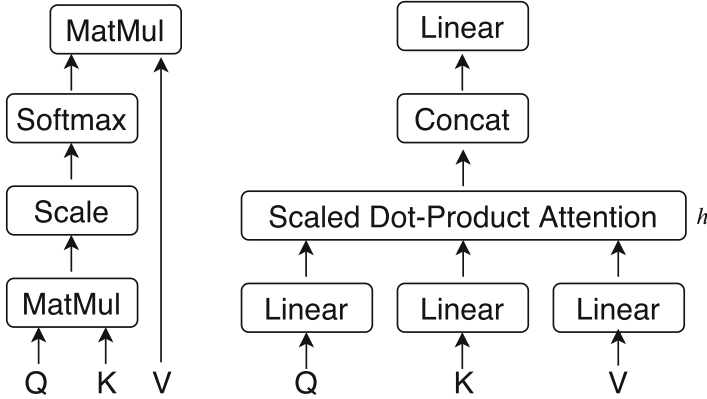 MatMul
Softmax
Scale
MatMul
Q K V
Linear
Concat
Scaled Dot-Product Attention h
Linear Linear Linear
Q K V